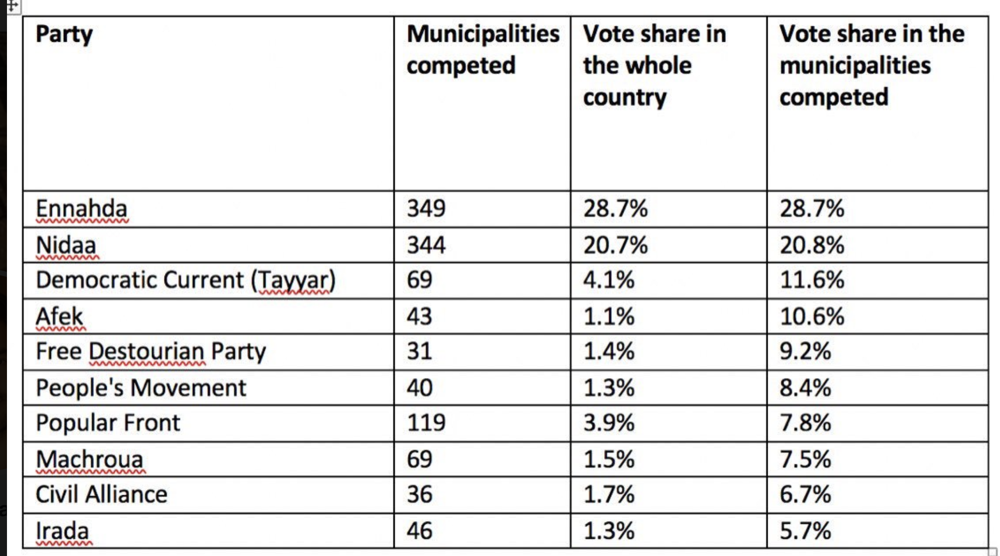 Party Municipalities competed Vote share in the whole country Vote share in the municipalities competed
Ennahda 349 28.7% 28.7%
Nidaa 344 20.7% 20.8%
Democratic Current (Tayyar) 69 4.1% 11.6%
Afek 43 1.1% 10.6%
Free Destourian Party 31 1.4% 9.2%
People's Movement 40 1.3% 8.4%
Popular Front 119 3.9% 7.8%
Machroua 69 1.5% 7.5%
Civil Alliance 36 1.7% 6.7%
Irada 46 1.3% 5.7%